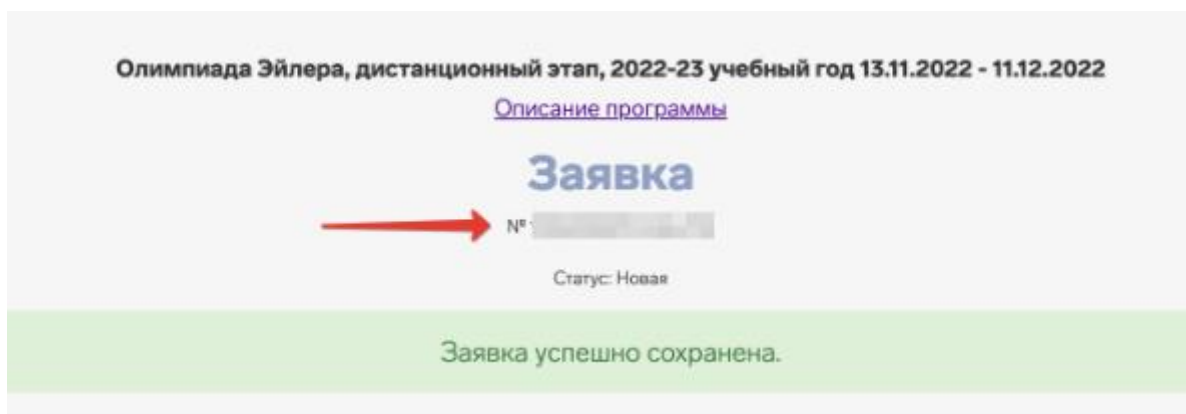 Олимпиада Эйлера, дистанционный этап, 2022-23 учебный год 13.11.2022 - 11.12.2022
Описание программы
Заявка
№
Статус: Новая
Заявка успешно сохранена.